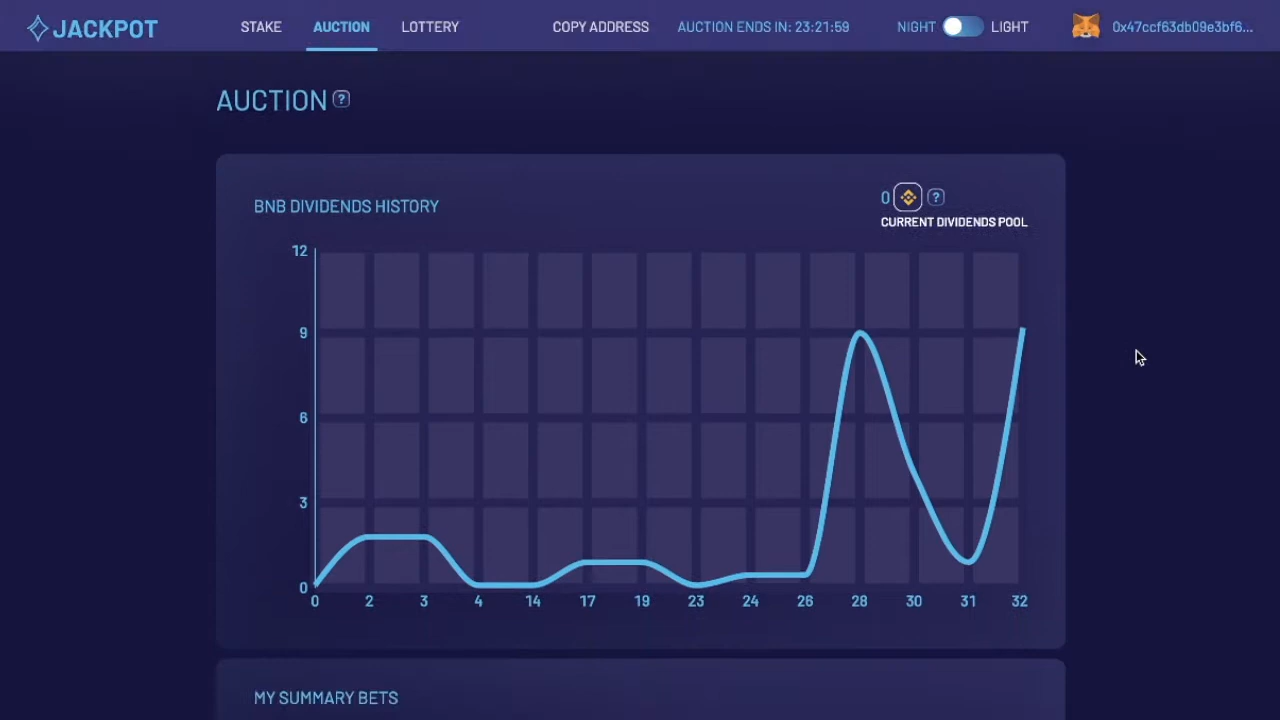 JACKPOT STAKE AUCTION LOTTERY COPY ADDRESS AUCTION ENDS IN: 23:21:59 NIGHT LIGHT 0x47ccf63db09e3bf6...
AUCTION ?
BNB DIVIDENDS HISTORY
0 ?
CURRENT DIVIDENDS POOL
12
9
6
3
0
0 2 3 4 14 17 19 23 24 26 28 30 31 32
MY SUMMARY BETS